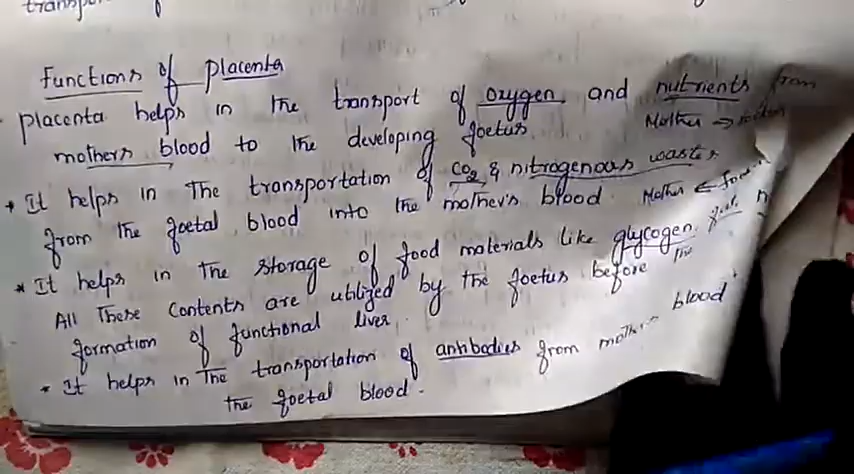 Functions of placenta
placenta helps in the transport of oxygen and nutrients from
mothers blood to the developing foetus. Mother →
* It helps in The transportation of CO2 & nitrogenous wastes
from the foetal blood into the mother's blood. Mother ←
* It helps in The storage of food materials like glycogen,
All These Contents are utilized by the foetus before the
formation of functional liver.
* It helps in The transportation of antibodies from mothers blood
The foetal blood.